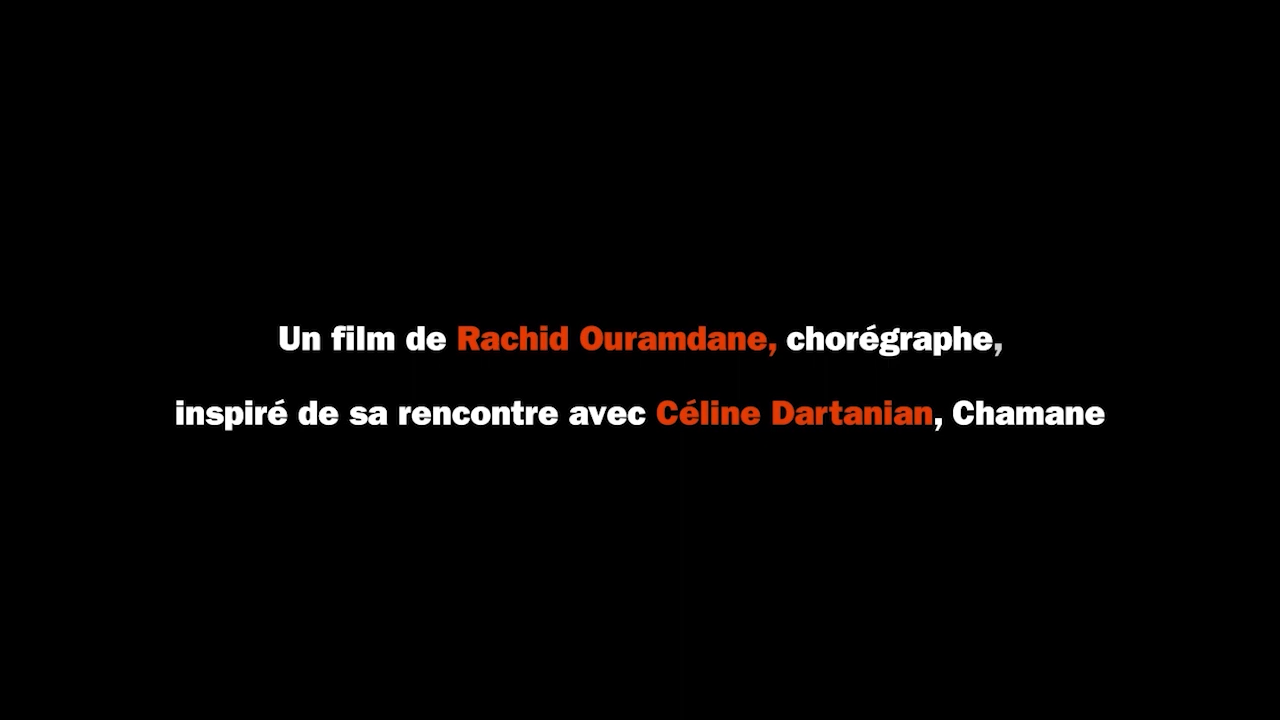 Un film de Rachid Ouramdane, chorégraphe,
inspiré de sa rencontre avec Céline Dartanian, Chamane